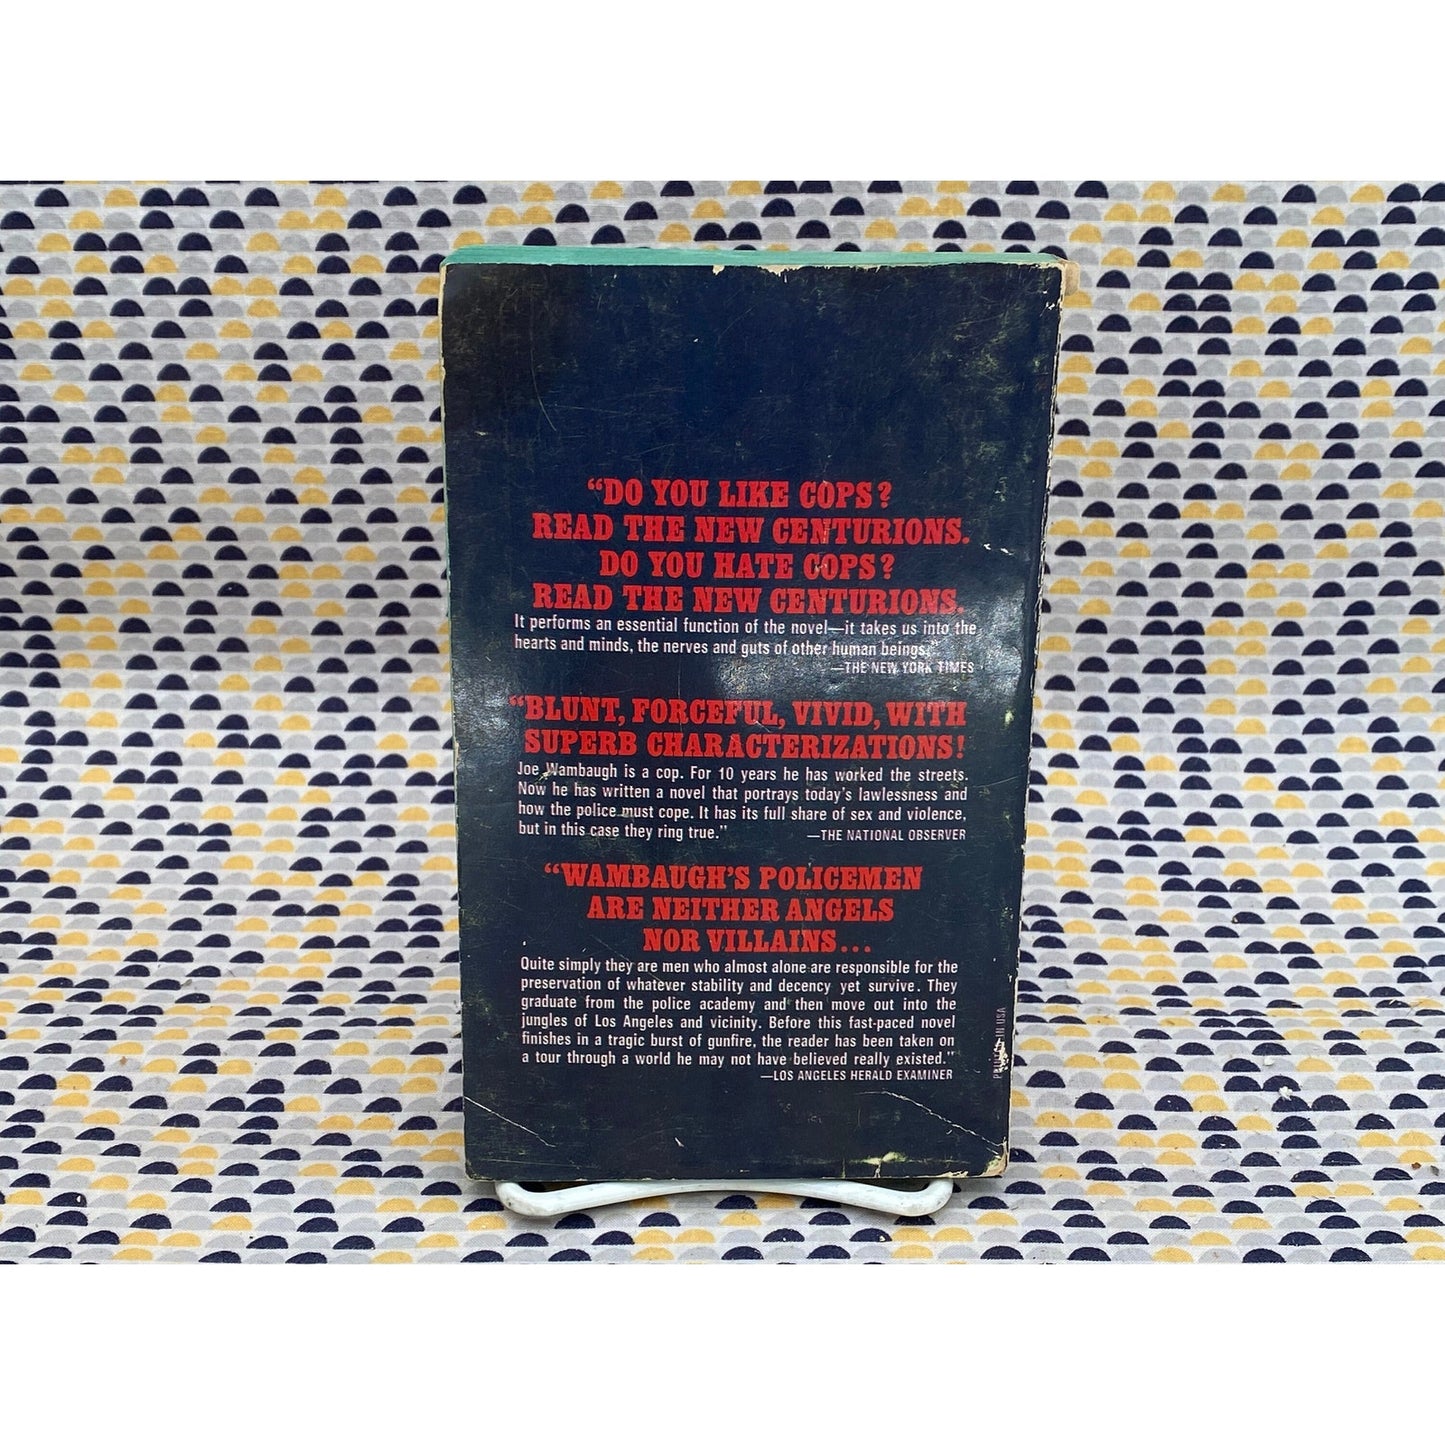 “DO YOU LIKE COPS?
READ THE NEW CENTURIONS.
DO YOU HATE COPS?
READ THE NEW CENTURIONS.
It performs an essential function of the novel—it takes us into the
hearts and minds, the nerves and guts of other human beings.”
—THE NEW YORK TIMES
“BLUNT, FORCEFUL, VIVID, WITH
SUPERB CHARACTERIZATIONS!
Joe Wambaugh is a cop. For 10 years he has worked the streets.
Now he has written a novel that portrays today’s lawlessness and
how the police must cope. It has its full share of sex and violence,
but in this case they ring true.” —THE NATIONAL OBSERVER
“WAMBAUGH’S POLICEMEN
ARE NEITHER ANGELS
NOR VILLAINS...
Quite simply they are men who almost alone are responsible for the
preservation of whatever stability and decency yet survive. They
graduate from the police academy and then move out into the
jungles of Los Angeles and vicinity. Before this fast-paced novel
finishes in a tragic burst of gunfire, the reader has been taken on
a tour through a world he may not have believed really existed.”
—LOS ANGELES HERALD EXAMINER
PRINTED IN USA